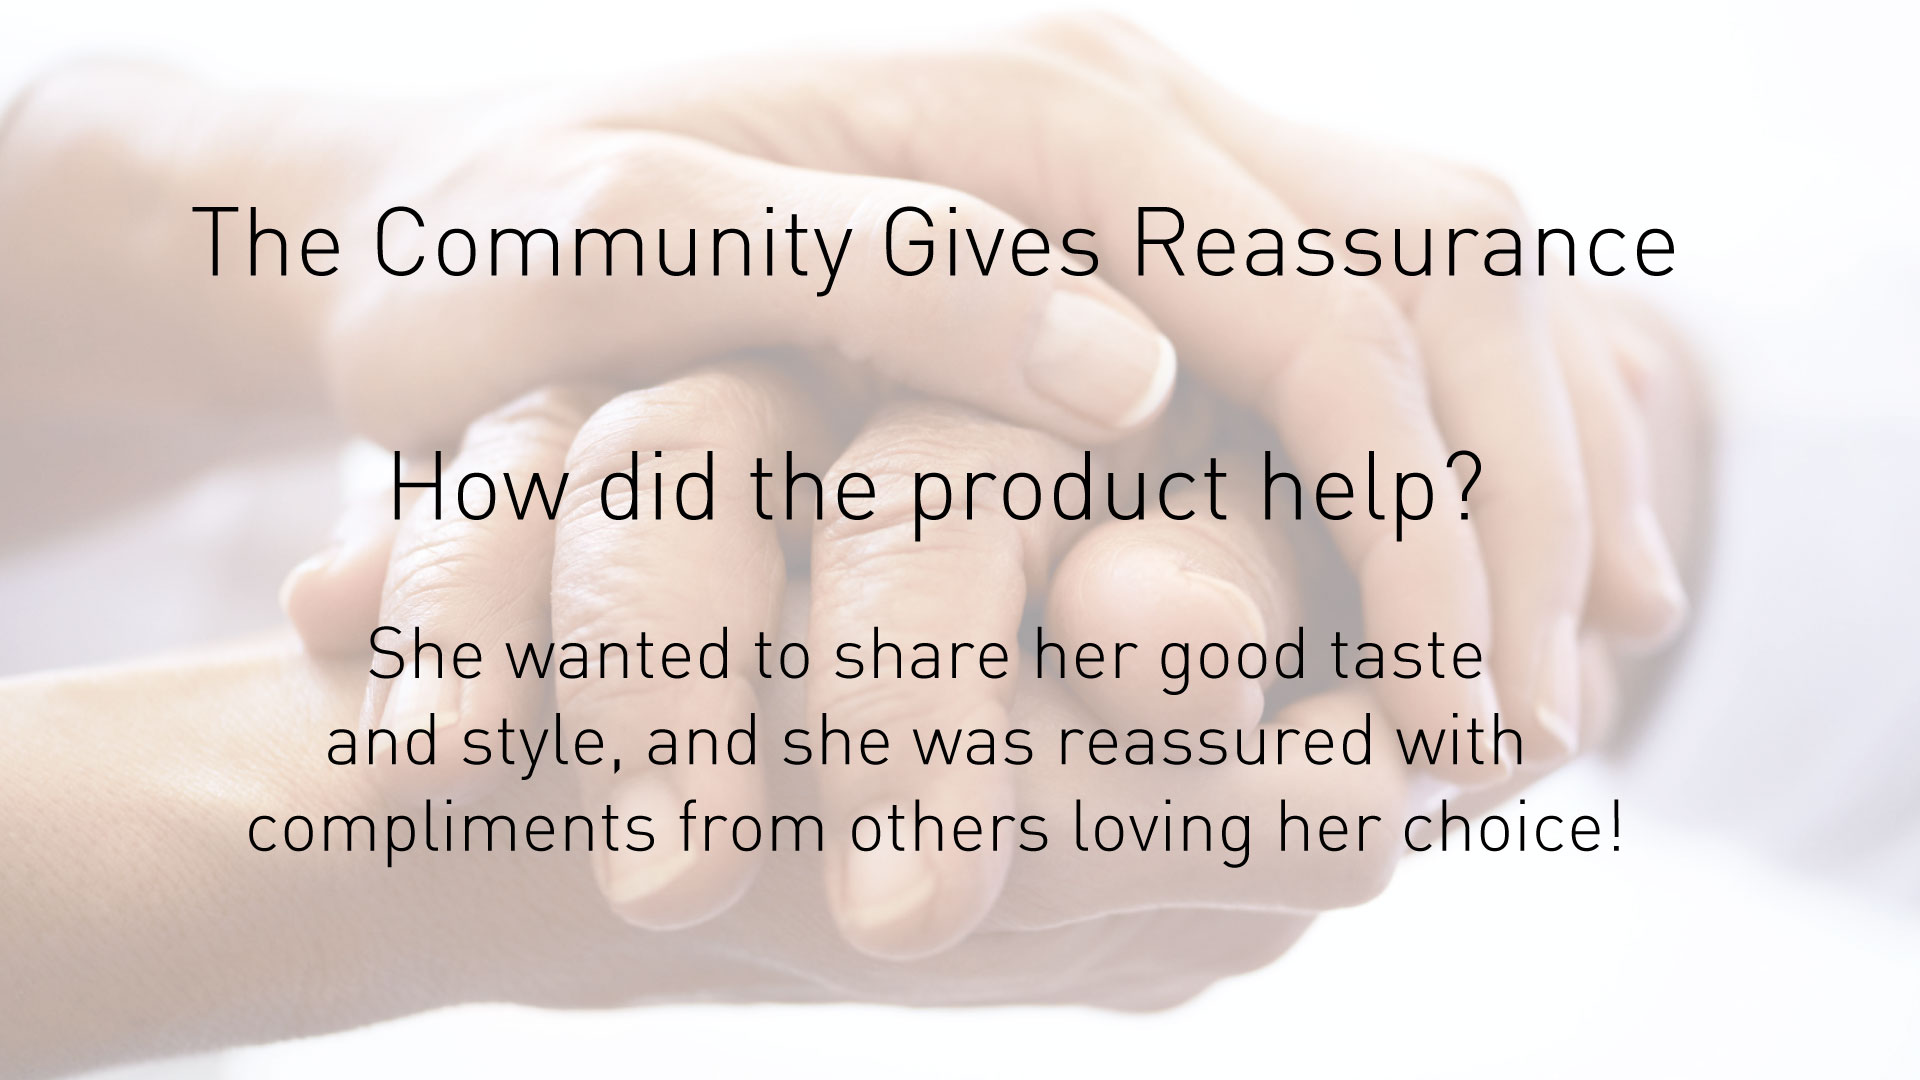 The Community Gives Reassurance
How did the product help?
She wanted to share her good taste
and style, and she was reassured with
compliments from others loving her choice!